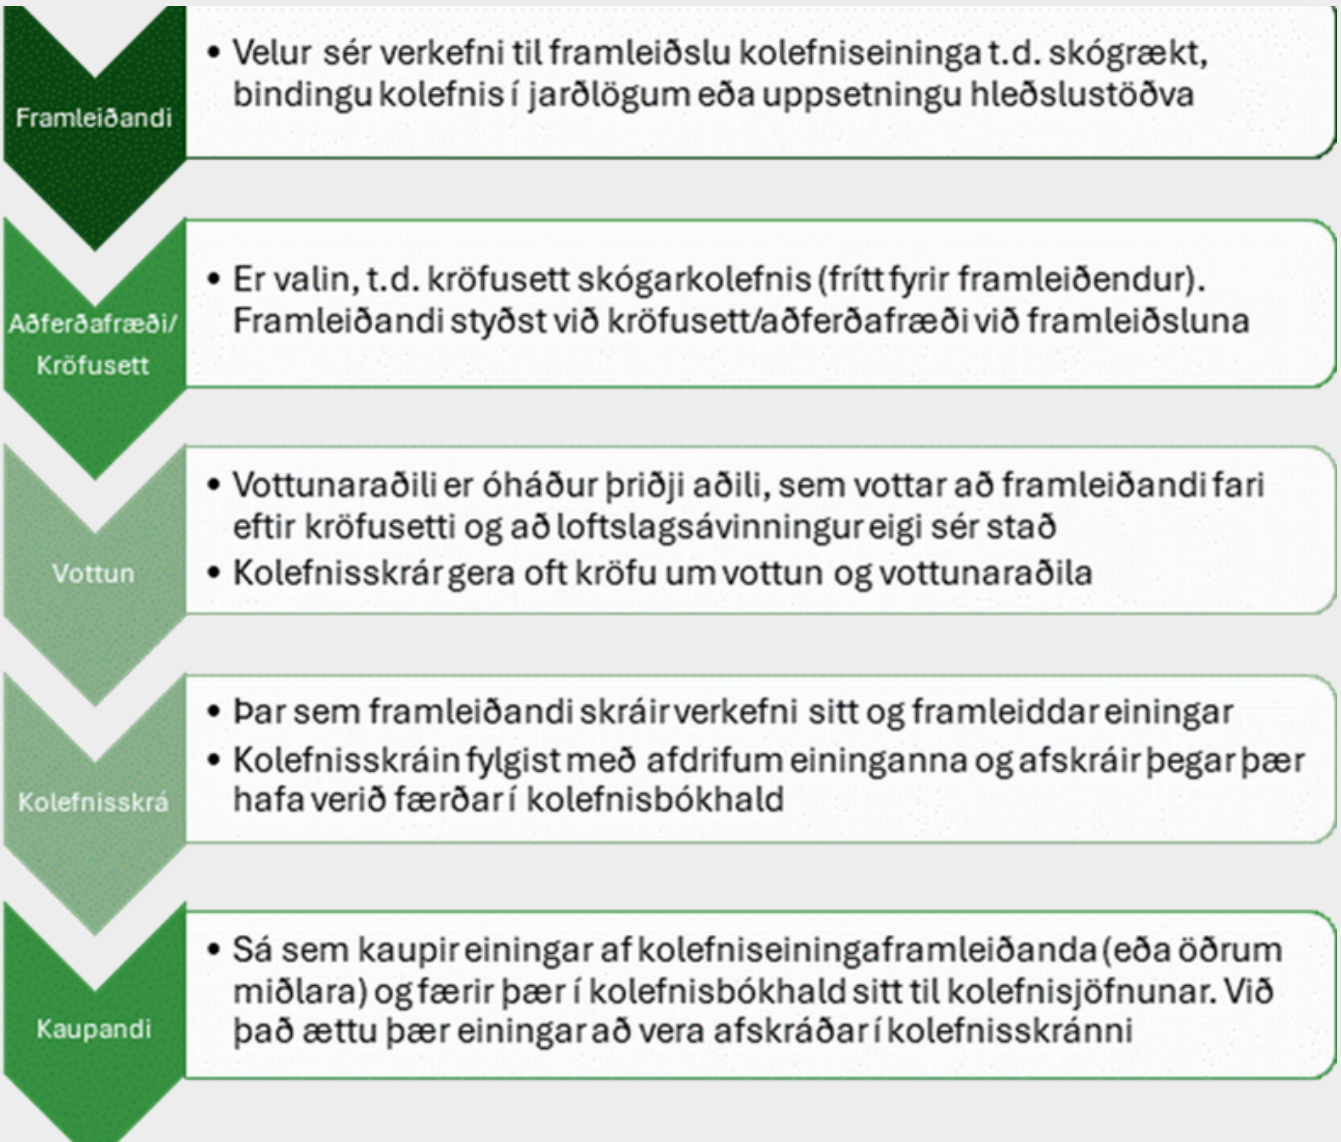 Framleiðandi
• Velur sér verkefni til framleiðslu kolefniseininga t.d. skógrækt,
bindingu kolefnis í jarðlögum eða uppsetningu hleðslustöðva
Aðferðafræði/
Kröfusett
• Er valin, t.d. kröfusett skógarkolefnis (frítt fyrir framleiðendur).
Framleiðandi styðst við kröfusett/aðferðafræði við framleiðsluna
Vottun
• Vottunaraðili er óháður þriðji aðili, sem vottar að framleiðandi fari
eftir kröfusetti og að loftslagsávinningur eigi sér stað
• Kolefnisskrár gera oft kröfu um vottun og vottunaraðila
Kolefnisskrá
• Þar sem framleiðandi skráir verkefni sitt og framleiddar einingar
• Kolefnisskráin fylgist með afdrifum eininganna og afskráir þegar þær
hafa verið færðar í kolefnisbókhald
Kaupandi
• Sá sem kaupir einingar af kolefniseiningaframleiðanda (eða öðrum
miðlara) og færir þær í kolefnisbókhald sitt til kolefnisjöfnunar. Við
það ættu þær einingar að vera afskráðar í kolefnisskránni